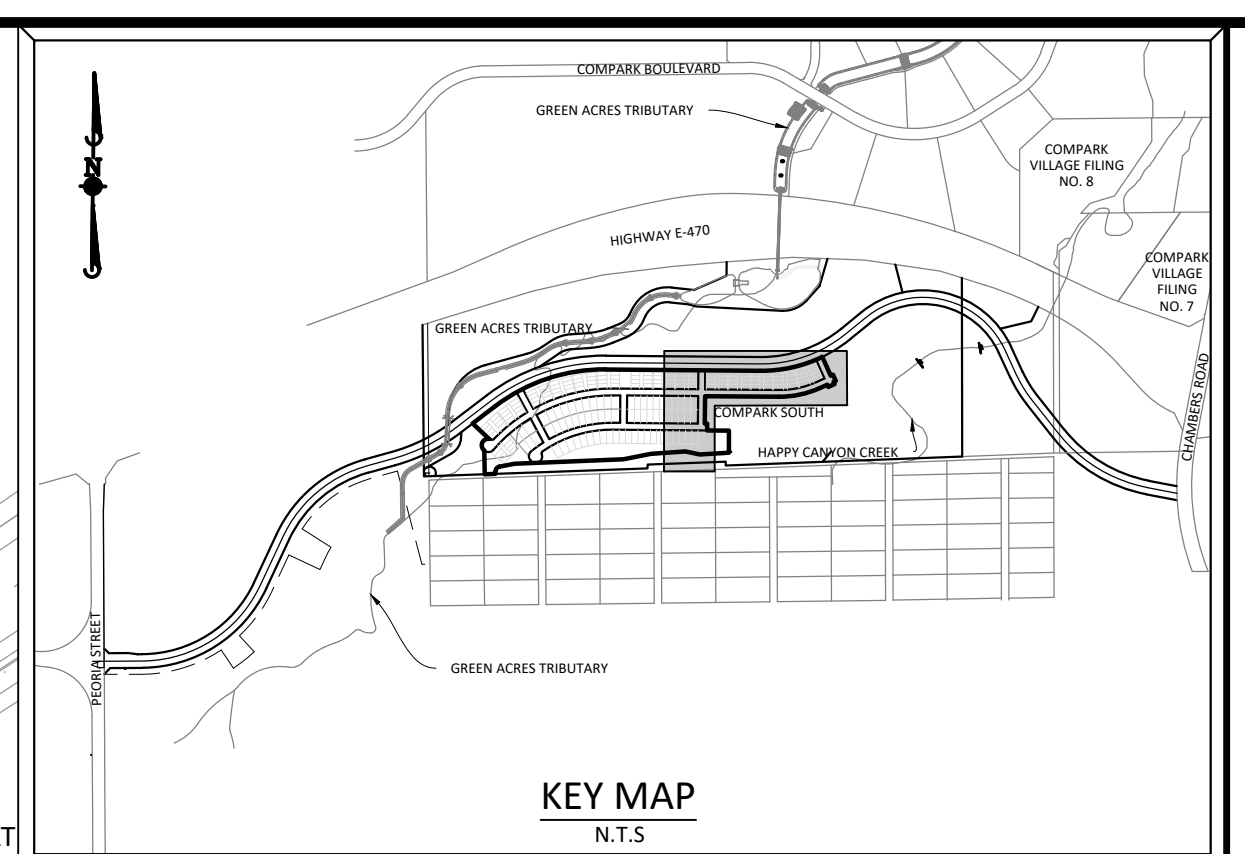 COMPARK BOULEVARD
GREEN ACRES TRIBUTARY
COMPARK
VILLAGE FILING
NO. 8
N
HIGHWAY E-470
COMPARK
VILLAGE
FILING
NO. 7
GREEN ACRES TRIBUTARY
CHAMBERS ROAD
COMPARK SOUTH
HAPPY CANYON CREEK
PEORIA STREET
GREEN ACRES TRIBUTARY
KEY MAP
N.T.S